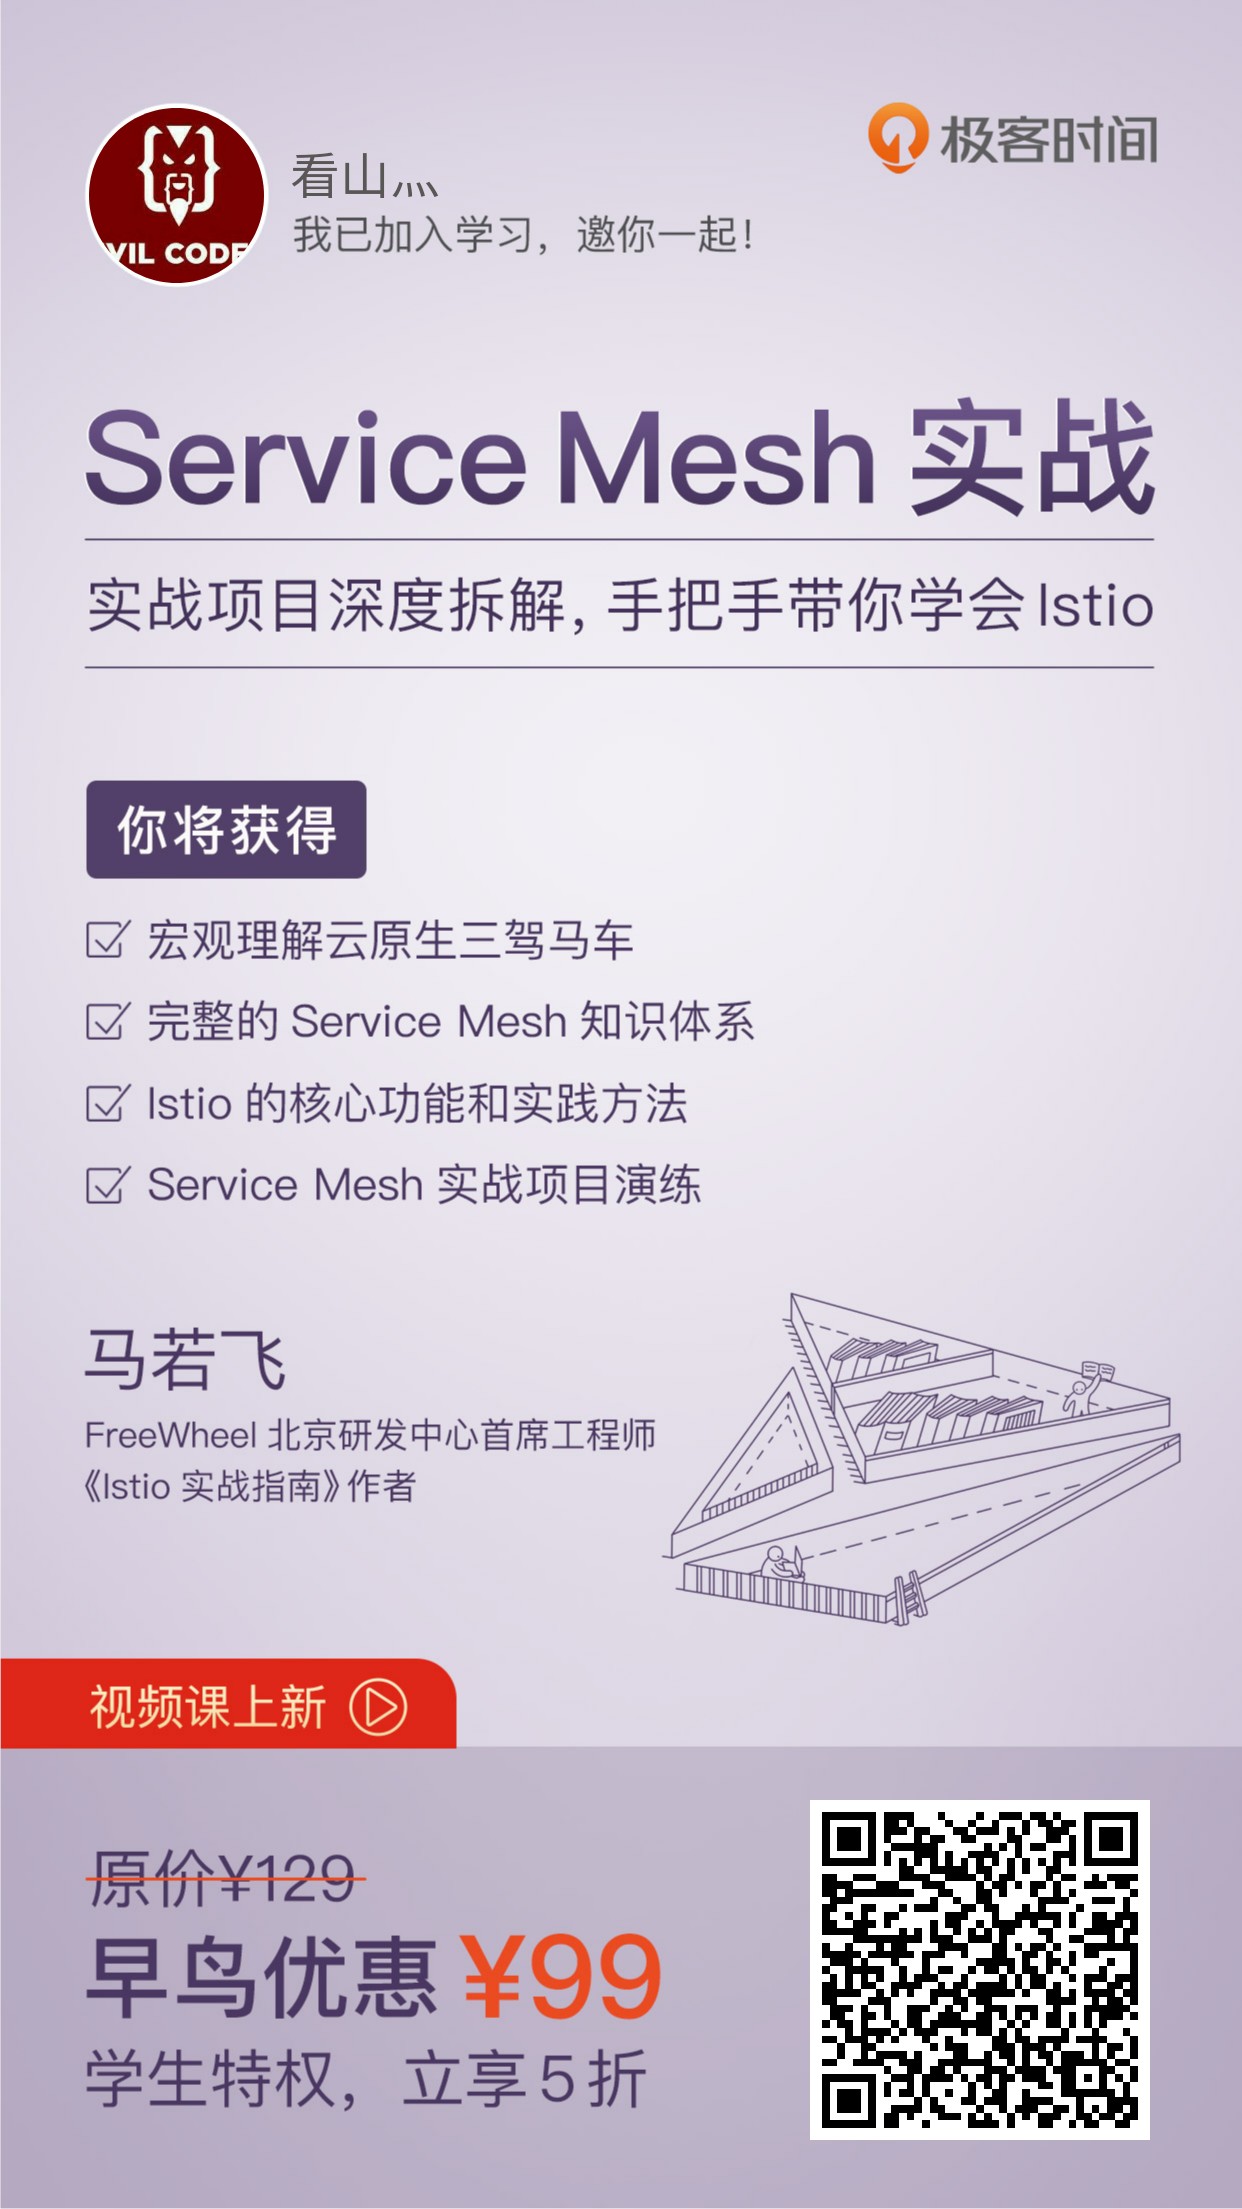 VIL CODE
极客时间
看山灬
我已加入学习，邀你一起！
Service Mesh 实战
实战项目深度拆解，手把手带你学会 Istio
你将获得
宏观理解云原生三驾马车
完整的 Service Mesh 知识体系
Istio 的核心功能和实践方法
Service Mesh 实战项目演练
马若飞
FreeWheel 北京研发中心首席工程师
《Istio 实战指南》作者
视频课上新
原价¥129
早鸟优惠 ¥99
学生特权，立享 5 折